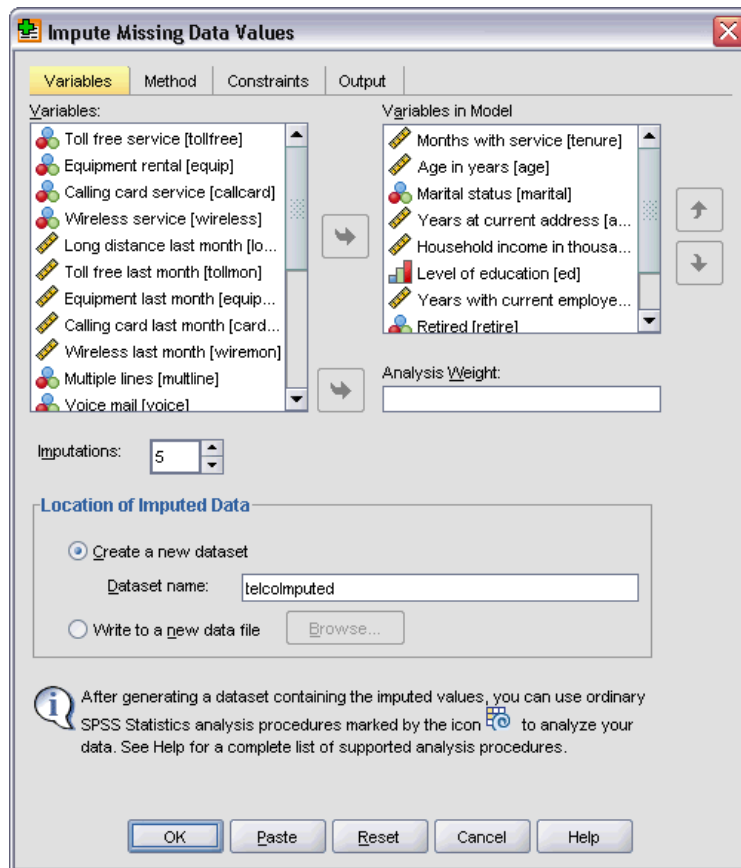 Impute Missing Data Values
Variables Method Constraints Output
Variables:
Toll free service [tollfree]
Equipment rental [equip]
Calling card service [callcard]
Wireless service [wireless]
Long distance last month [lo...
Toll free last month [tollmon]
Equipment last month [equip...
Calling card last month [card...
Wireless last month [wiremon]
Multiple lines [multline]
Voice mail [voice]
Variables in Model
Months with service [tenure]
Age in years [age]
Marital status [marital]
Years at current address [a...
Household income in thousa...
Level of education [ed]
Years with current employe...
Retired [retire]
Analysis Weight:
Imputations: 5
Location of Imputed Data
Create a new dataset
Dataset name: telcoImputed
Write to a new data file Browse...
After generating a dataset containing the imputed values, you can use ordinary
SPSS Statistics analysis procedures marked by the icon to analyze your
data. See Help for a complete list of supported analysis procedures.
OK Paste Reset Cancel Help